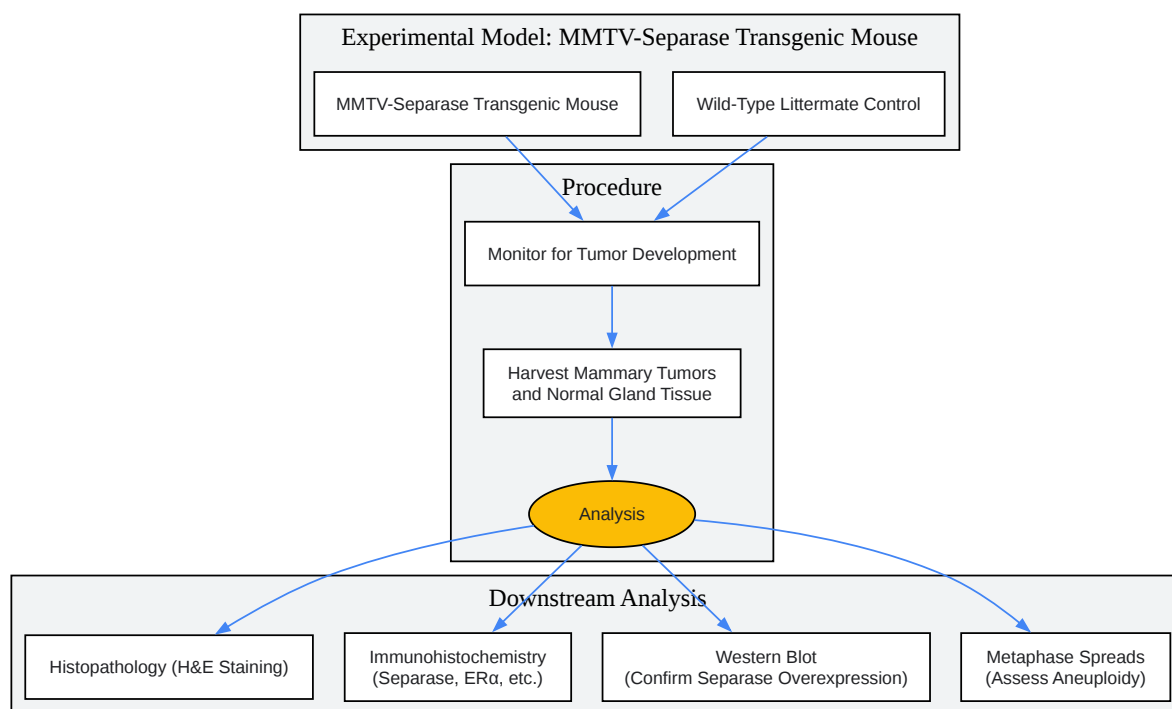 Experimental Model: MMTV-Separase Transgenic Mouse
MMTV-Separase Transgenic Mouse
Wild-Type Littermate Control
Procedure
Monitor for Tumor Development
Harvest Mammary Tumors
and Normal Gland Tissue
Analysis
Downstream Analysis
Histopathology (H&E Staining)
Immunohistochemistry
(Separase, ERα, etc.)
Western Blot
(Confirm Separase Overexpression)
Metaphase Spreads
(Assess Aneuploidy)